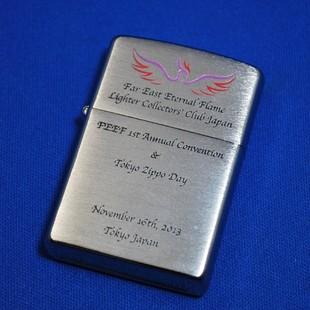 Far East Eternal Flame
Lighter Collectors' Club Japan
FEEF 1st Annual Convention
&
Tokyo Zippo Day
November 16th, 2013
Tokyo Japan